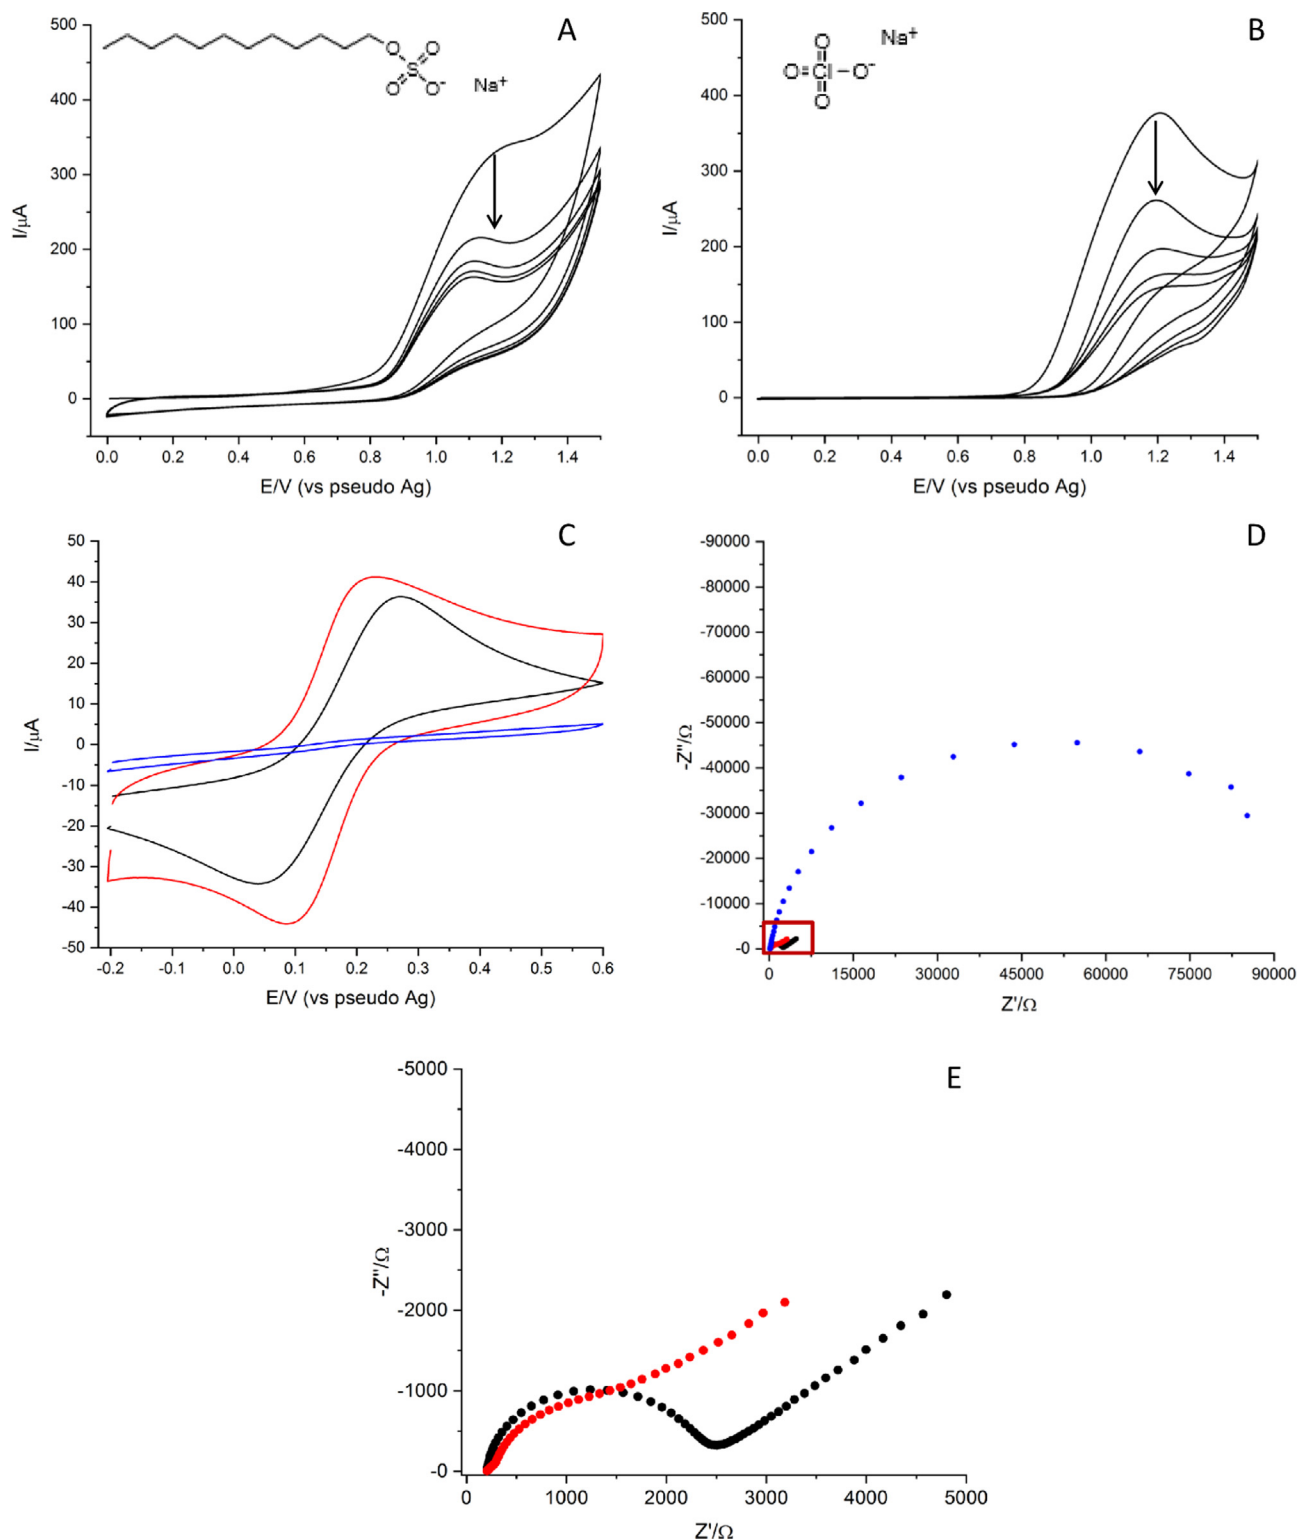 A
500
400
300
200
100
0
I/μA
O
O
S
O
O-
Na+
0.0 0.2 0.4 0.6 0.8 1.0 1.2 1.4
E/V (vs pseudo Ag)
B
500
400
300
200
100
0
I/μA
Na+
O
O Cl O-
O
0.0 0.2 0.4 0.6 0.8 1.0 1.2 1.4
E/V (vs pseudo Ag)
C
50
40
30
20
10
0
-10
-20
-30
-40
-50
I/μA
-0.2 -0.1 0.0 0.1 0.2 0.3 0.4 0.5 0.6
E/V (vs pseudo Ag)
D
-90000
-80000
-70000
-60000
-50000
-40000
-30000
-20000
-10000
-0
-Z''/Ω
0 15000 30000 45000 60000 75000 90000
Z'/Ω
E
-5000
-4000
-3000
-2000
-1000
-0
-Z''/Ω
0 1000 2000 3000 4000 5000
Z'/Ω